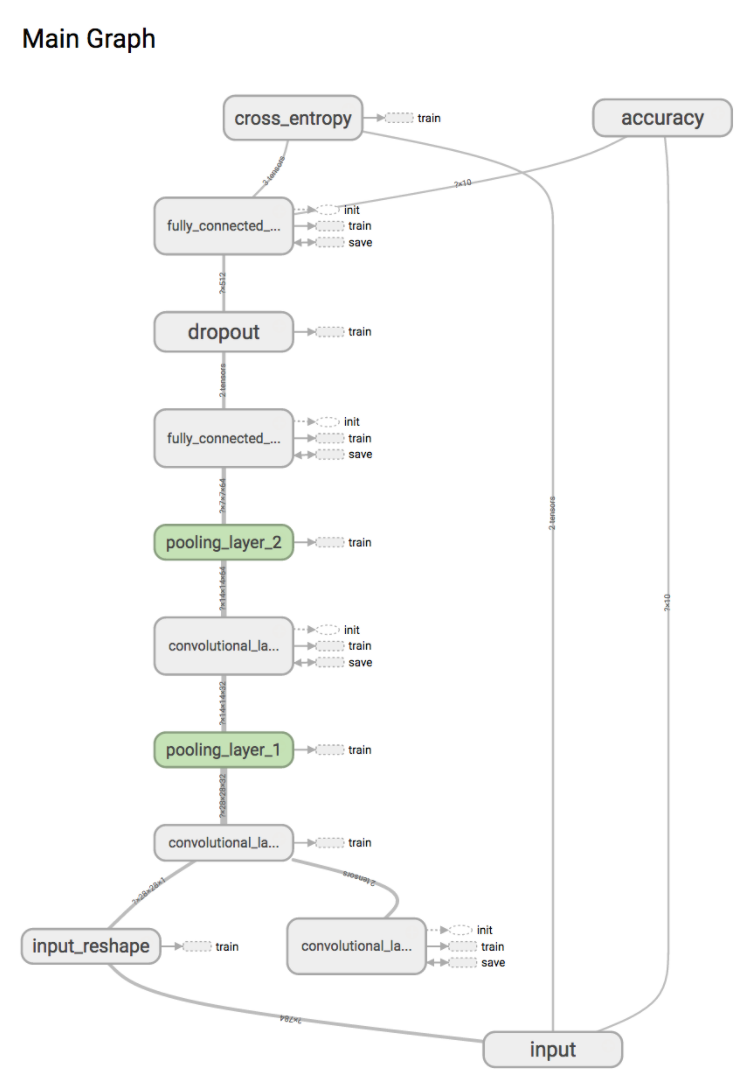 Main Graph
cross_entropy
train
accuracy
3 tensors
?×10
fully_connected_...
init
train
save
?×512
dropout
train
2 tensors
fully_connected_...
init
train
save
?×7×7×64
2 tensors
pooling_layer_2
train
?×14×14×64
?×10
convolutional_la...
init
train
save
?×14×14×32
pooling_layer_1
train
?×28×28×32
convolutional_la...
train
?×28×28×1
2 tensors
input_reshape
train
convolutional_la...
init
train
save
?×784
input